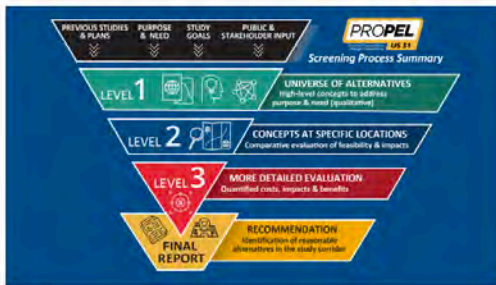 PREVIOUS STUDIES
& PLANS
PURPOSE
& NEED
STUDY
GOALS
PUBLIC &
STAKEHOLDER INPUT
PROPEL
US 31
Screening Process Summary
LEVEL 1
UNIVERSE OF ALTERNATIVES
High-level concepts to address
purpose & need (qualitative)
LEVEL 2
CONCEPTS AT SPECIFIC LOCATIONS
Comparative evaluation of feasibility & impacts
LEVEL 3
MORE DETAILED EVALUATION
Quantified costs, impacts & benefits
FINAL
REPORT
RECOMMENDATION
Identification of reasonable
alternatives in the study corridor